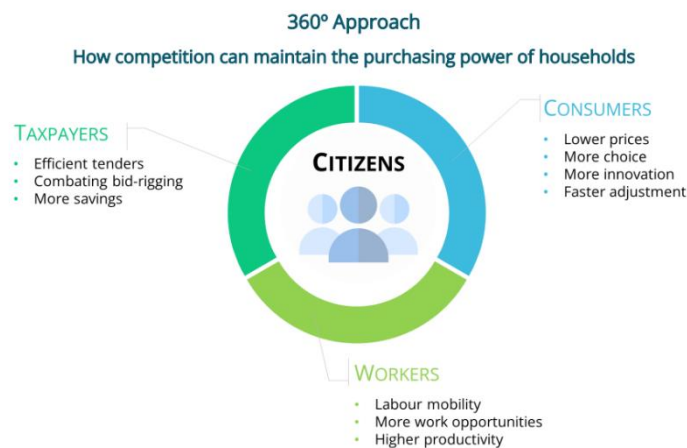 360º Approach
How competition can maintain the purchasing power of households
TAXPAYERS
• Efficient tenders
• Combating bid-rigging
• More savings
CITIZENS
CONSUMERS
• Lower prices
• More choice
• More innovation
• Faster adjustment
WORKERS
• Labour mobility
• More work opportunities
• Higher productivity